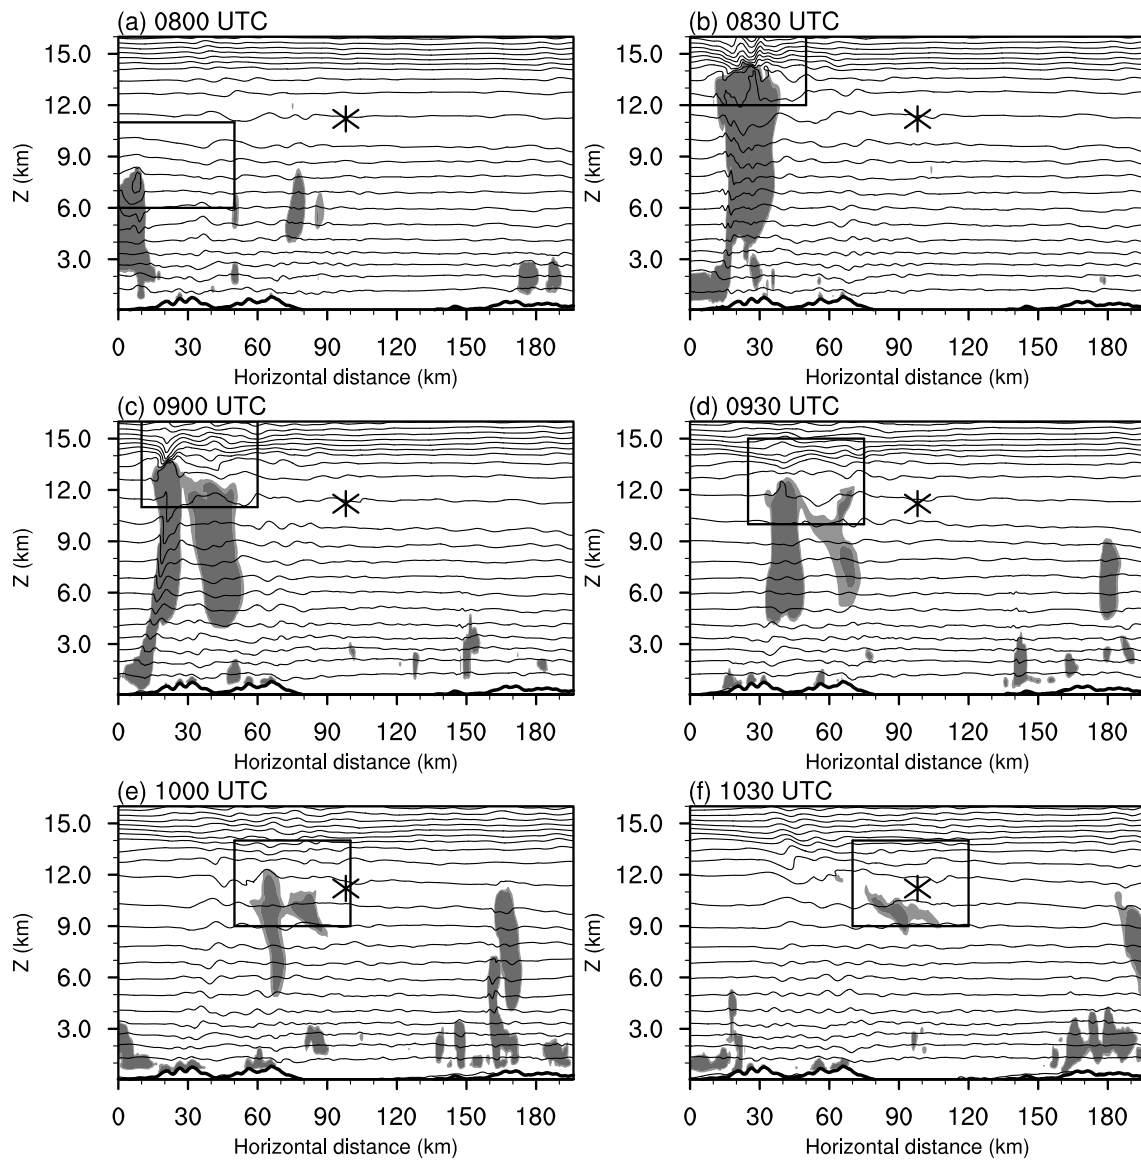 (a) 0800 UTC
(b) 0830 UTC
15.0
12.0
9.0
6.0
3.0
Z (km)
0 30 60 90 120 150 180
Horizontal distance (km)
15.0
12.0
9.0
6.0
3.0
Z (km)
0 30 60 90 120 150 180
Horizontal distance (km)
(c) 0900 UTC
(d) 0930 UTC
15.0
12.0
9.0
6.0
3.0
Z (km)
0 30 60 90 120 150 180
Horizontal distance (km)
15.0
12.0
9.0
6.0
3.0
Z (km)
0 30 60 90 120 150 180
Horizontal distance (km)
(e) 1000 UTC
(f) 1030 UTC
15.0
12.0
9.0
6.0
3.0
Z (km)
0 30 60 90 120 150 180
Horizontal distance (km)
15.0
12.0
9.0
6.0
3.0
Z (km)
0 30 60 90 120 150 180
Horizontal distance (km)